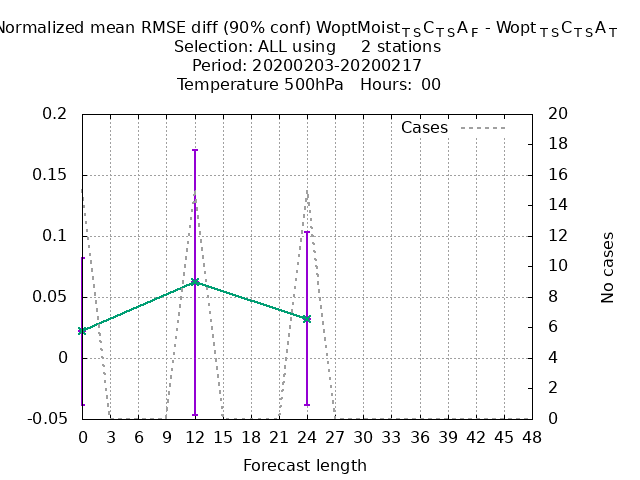 Normalized mean RMSE diff (90% conf) WoptMoist_TSC_TSA_F - Wopt_TSC_TSA_T
Selection: ALL using 2 stations
Period: 20200203-20200217
Temperature 500hPa Hours: 00
0.2
0.15
0.1
0.05
0
-0.05
Cases
20
18
16
14
12
10
8
6
4
2
0
No cases
0 3 6 9 12 15 18 21 24 27 30 33 36 39 42 45 48
Forecast length